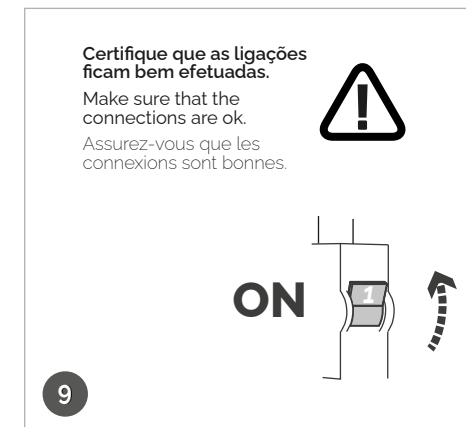 Certifique que as ligações
ficam bem efetuadas.
Make sure that the
connections are ok.
Assurez-vous que les
connexions sont bonnes.
!
ON
1
9